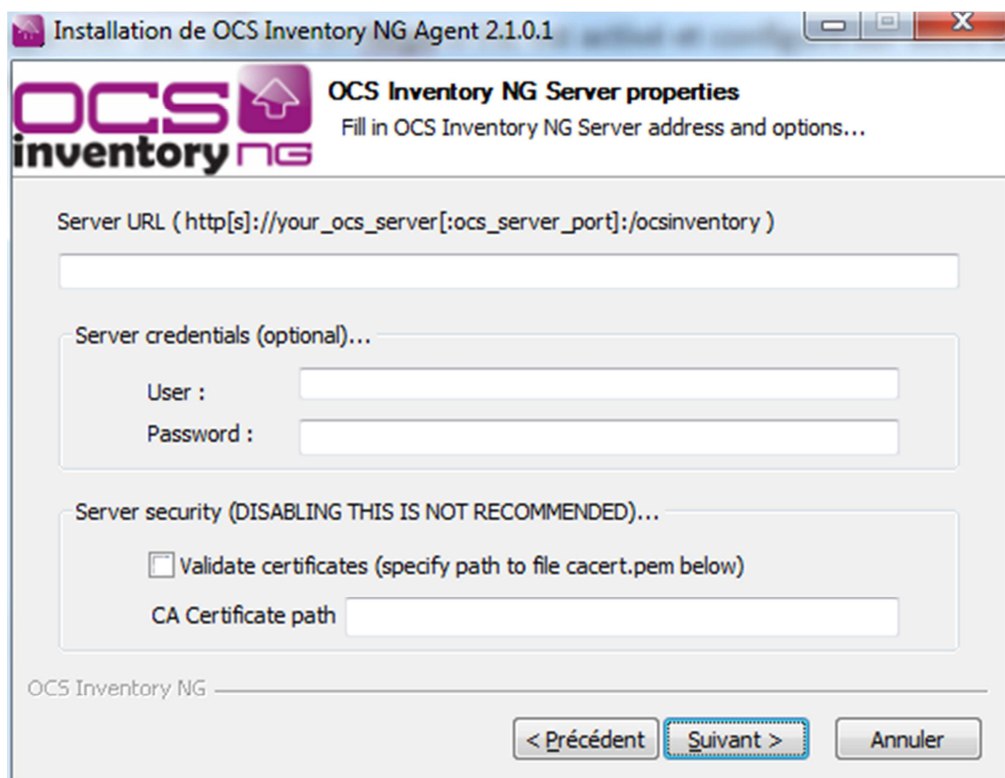 Installation de OCS Inventory NG Agent 2.1.0.1
activé et config
OCS inventory NG
OCS Inventory NG Server properties
Fill in OCS Inventory NG Server address and options...
Server URL ( http[s]://your_ocs_server[:ocs_server_port]:/ocsinventory )
Server credentials (optional)...
User :
Password :
Server security (DISABLING THIS IS NOT RECOMMENDED)...
Validate certificates (specify path to file cacert.pem below)
CA Certificate path
OCS Inventory NG
< Précédent
Suivant >
Annuler